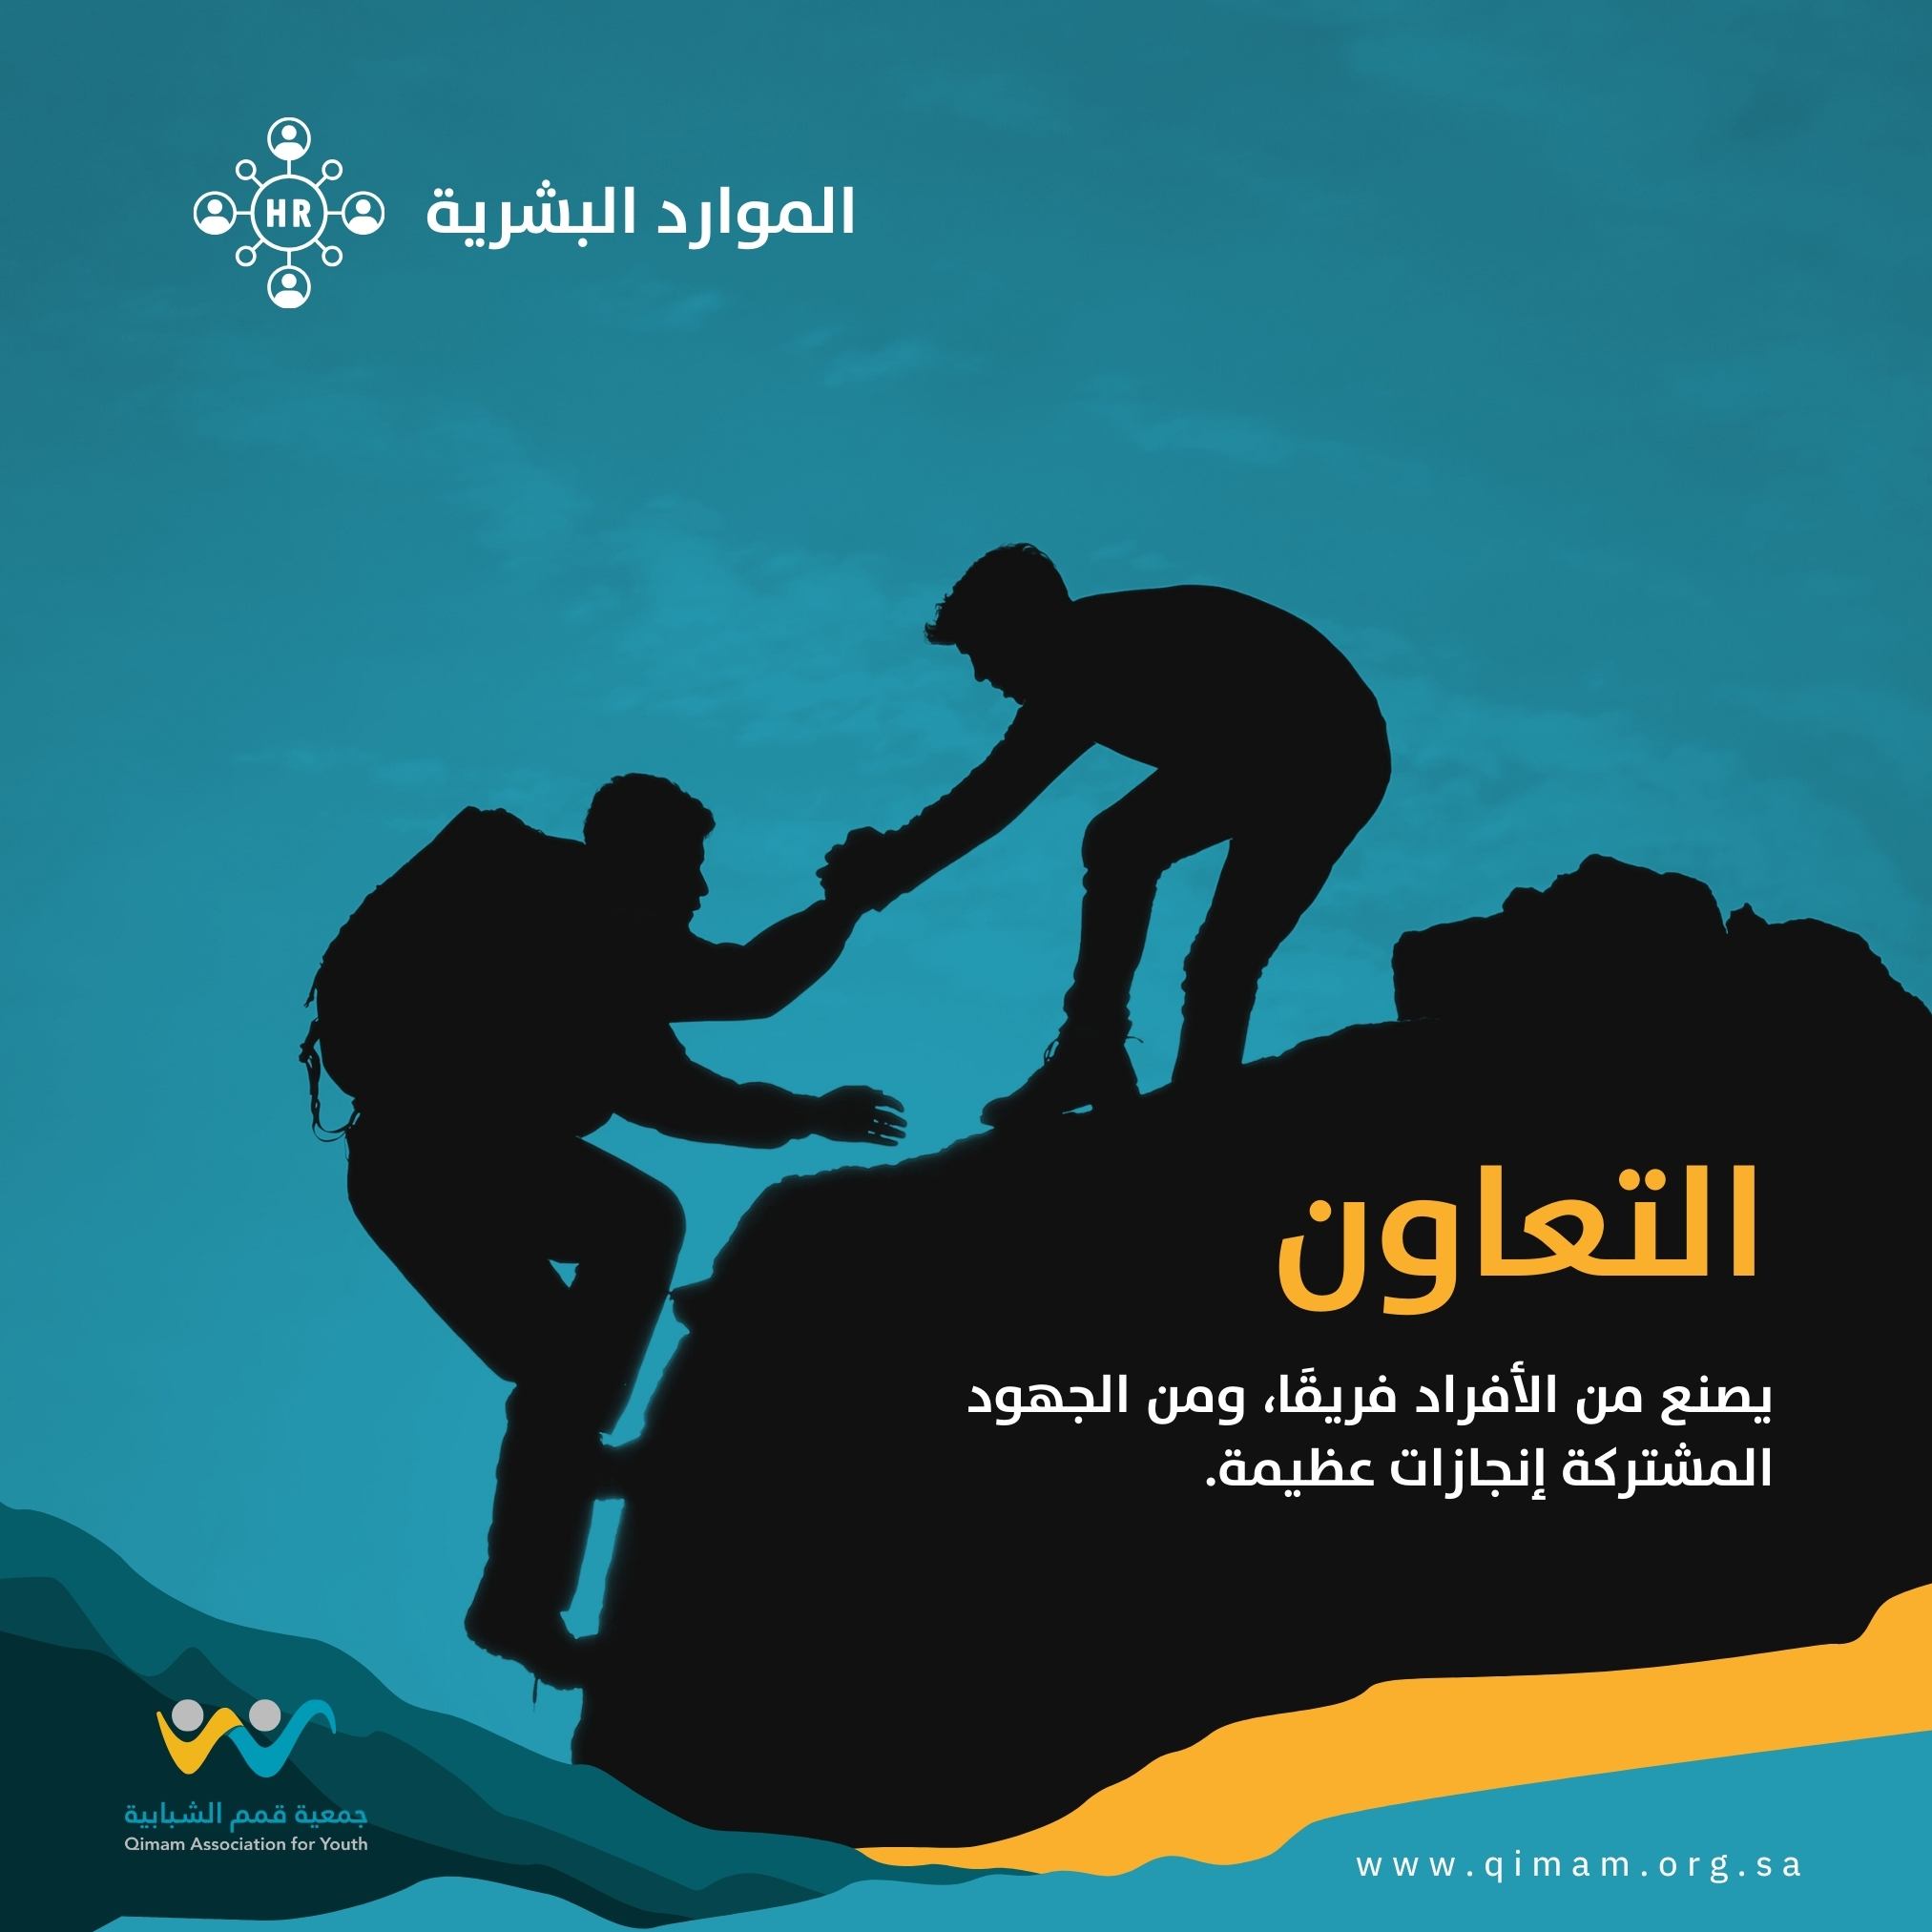 HR
الموارد البشرية
التعاون
يصنع من الأفراد فريقًا، ومن الجهود
المشتركة إنجازات عظيمة.
جمعية قمم الشبابية
Qimam Association for Youth
www.qimam.org.sa